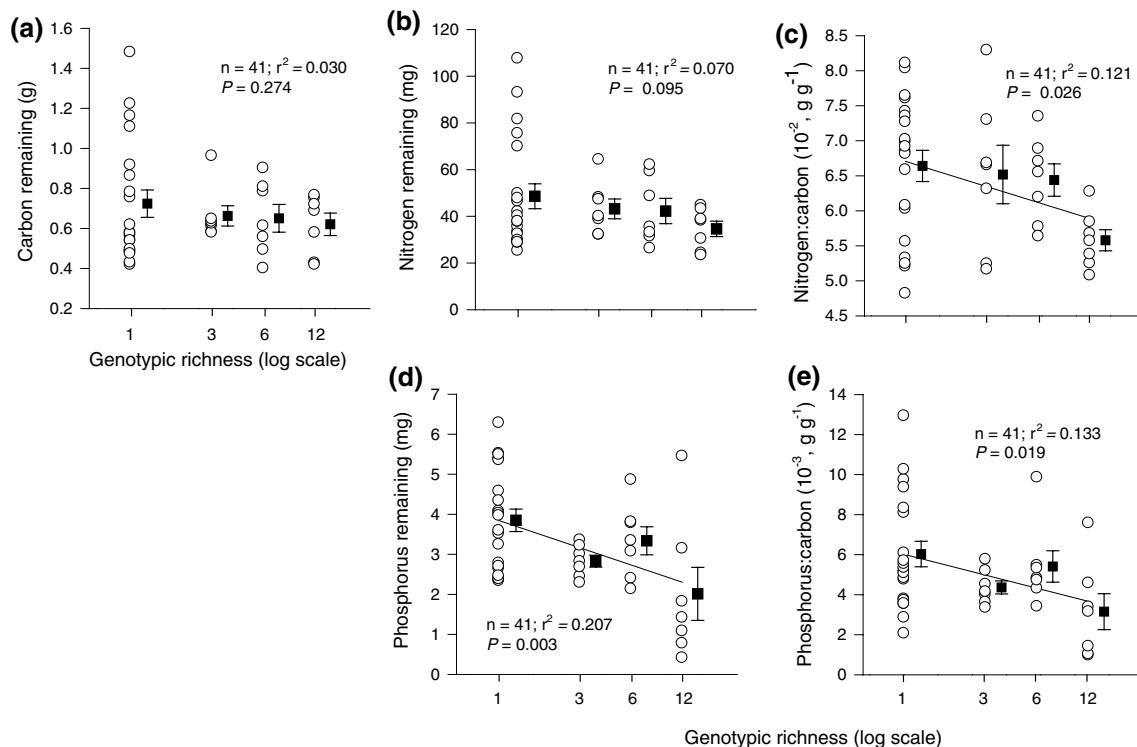 (a)
Carbon remaining (g)
1.6
1.4
1.2
1.0
0.8
0.6
0.4
0.2
n = 41; r² = 0.030
P = 0.274
1 3 6 12
Genotypic richness (log scale)
(b)
Nitrogen remaining (mg)
120
100
80
60
40
20
0
n = 41; r² = 0.070
P = 0.095
(c)
Nitrogen:carbon (10⁻², g g⁻¹)
8.5
8.0
7.5
7.0
6.5
6.0
5.5
5.0
4.5
n = 41; r² = 0.121
P = 0.026
(d)
Phosphorus remaining (mg)
7
6
5
4
3
2
1
0
n = 41; r² = 0.207
P = 0.003
1 3 6 12
(e)
Phosphorus:carbon (10⁻³, g g⁻¹)
14
12
10
8
6
4
2
0
n = 41; r² = 0.133
P = 0.019
1 3 6 12
Genotypic richness (log scale)